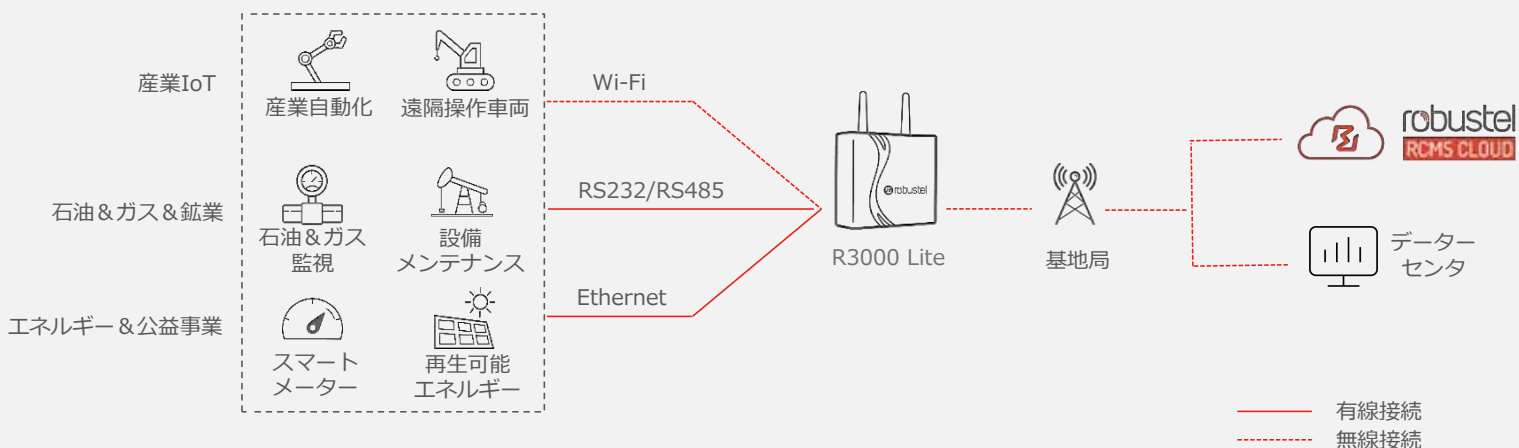 産業IoT
産業自動化
遠隔操作車両
石油＆ガス＆鉱業
石油＆ガス
監視
設備
メンテナンス
エネルギー＆公益事業
スマート
メーター
再生可能
エネルギー
Wi-Fi
RS232/RS485
Ethernet
robustel
R3000 Lite
基地局
robustel
RCMS CLOUD
データー
センタ
有線接続
無線接続